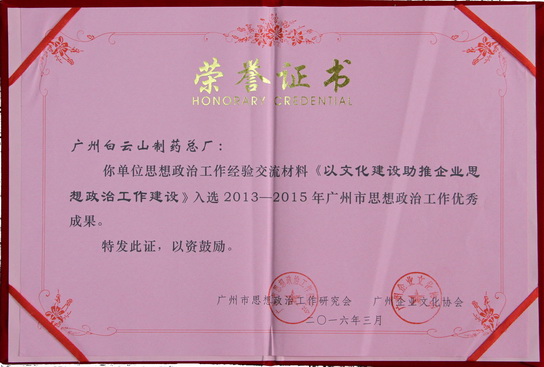 荣誉证书
HONORARY CREDENTIAL
广州白云山制药总厂：
你单位思想政治工作经验交流材料《以文化建设助推企业思
想政治工作建设》入选2013—2015年广州市思想政治工作优秀
成果。
特发此证，以资鼓励。
广州市思想政治工作研究会 广州企业文化协会
二〇一六年三月